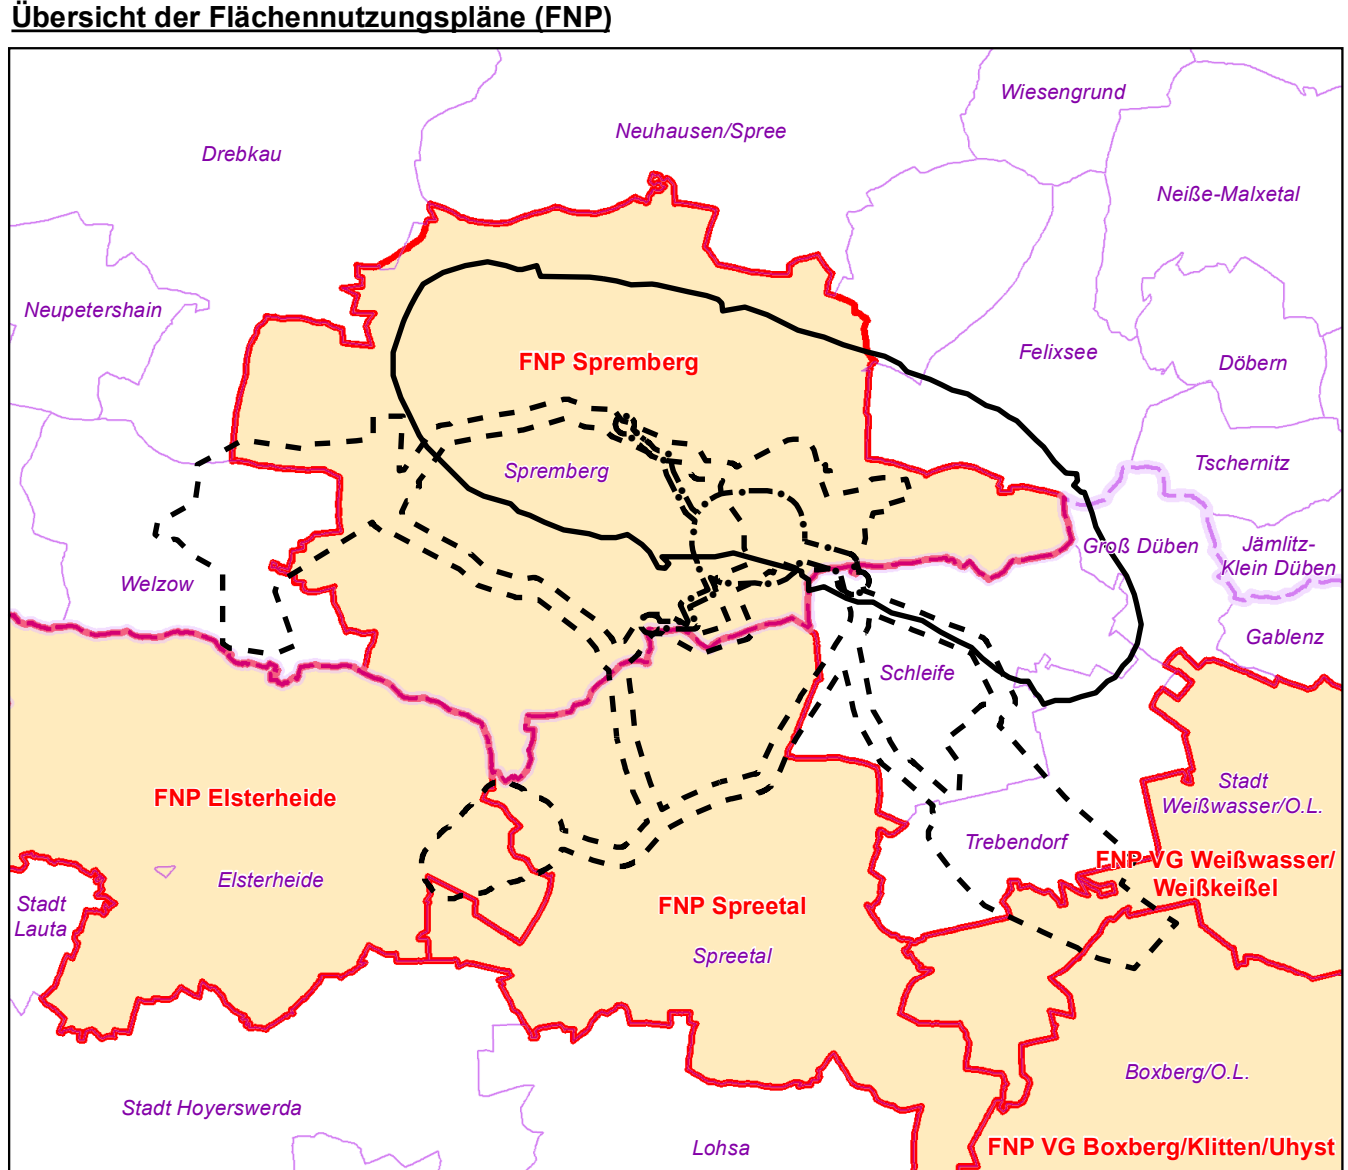 Übersicht der Flächennutzungspläne (FNP)
Wiesengrund
Neuhausen/Spree
Drebkau
Neiße-Malxetal
Neupetershain
Felixsee
Döbern
FNP Spremberg
Spremberg
Tschernitz
Groß Düben
Jämlitz-
Klein Düben
Welzow
Gablenz
Schleife
FNP Elsterheide
Stadt
Weißwasser/O.L.
Trebendorf
FNP VG Weißwasser/
Weißkeißel
Elsterheide
Stadt
Lauta
FNP Spreetal
Spreetal
Boxberg/O.L.
Stadt Hoyerswerda
Lohsa
FNP VG Boxberg/Klitten/Uhyst